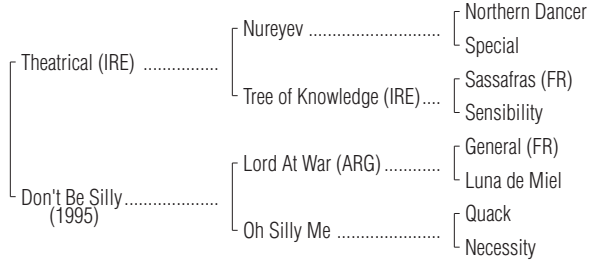 Northern Dancer
Nureyev ............................
Special
Theatrical (IRE) ................
Sassafras (FR)
Tree of Knowledge (IRE)....
Sensibility
General (FR)
Lord At War (ARG) ............
Luna de Miel
Don't Be Silly....................
(1995)
Quack
Oh Silly Me ......................
Necessity